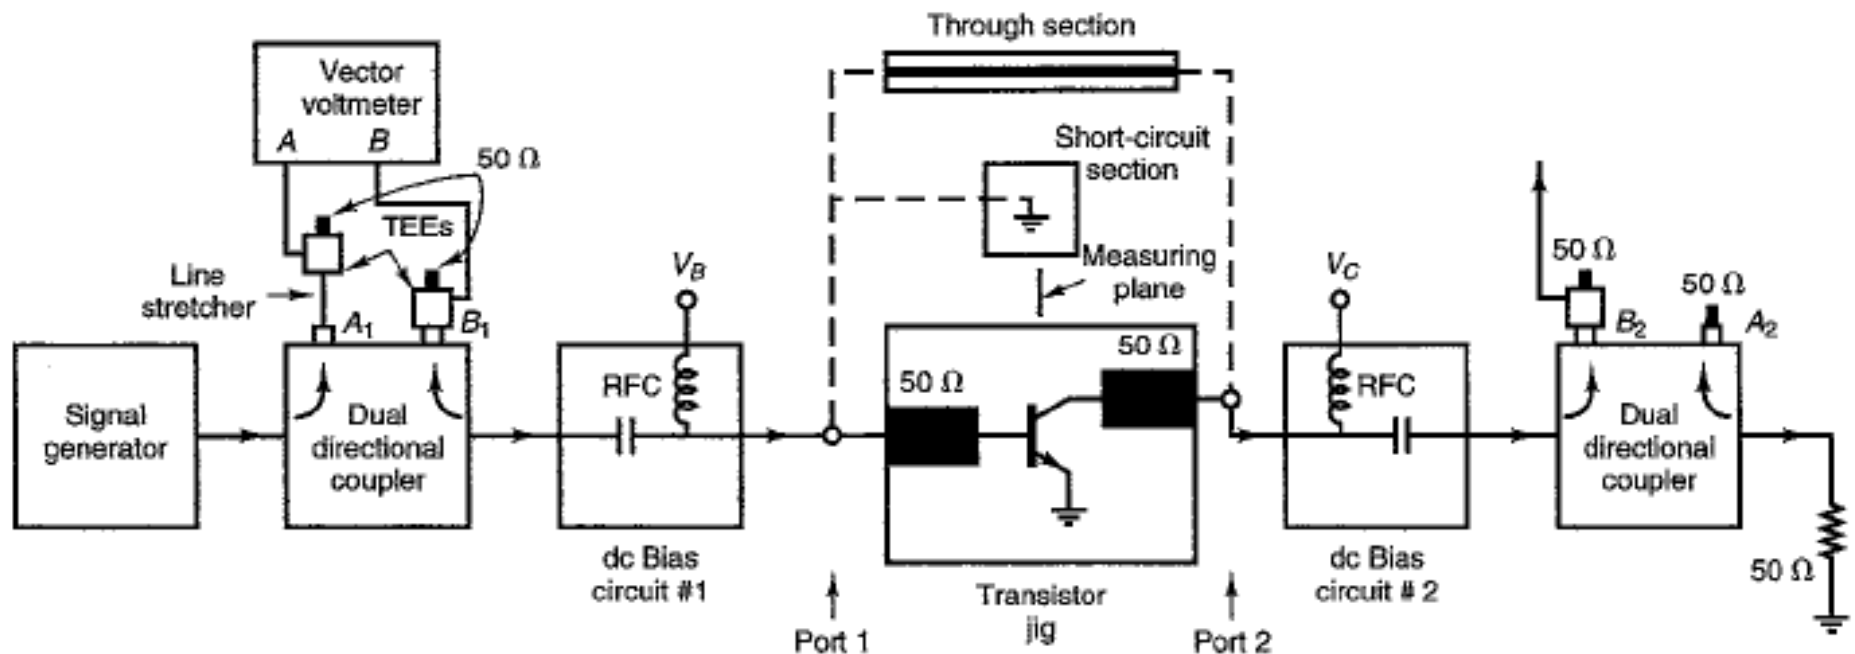 Through section
Vector
voltmeter
A B
50 Ω
Short-circuit
section
TEEs
Line
stretcher
A1
B1
VB
Measuring
plane
VC
50 Ω
50 Ω
B2
A2
Signal
generator
Dual
directional
coupler
RFC
50 Ω
50 Ω
RFC
Dual
directional
coupler
50 Ω
dc Bias
circuit #1
Transistor
jig
dc Bias
circuit # 2
Port 1
Port 2